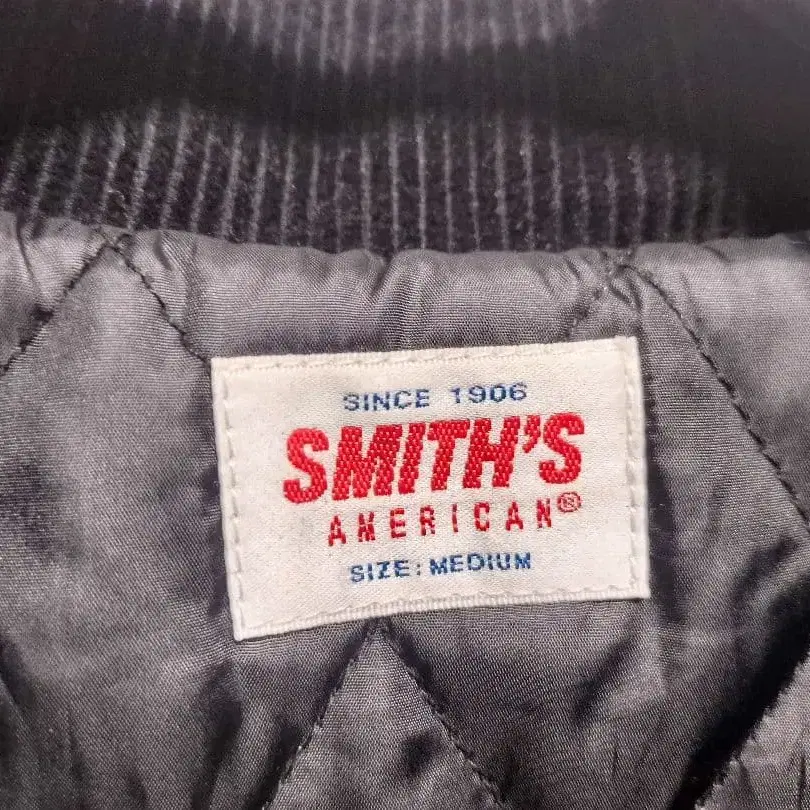 SINCE 1906
SMITH'S
AMERICAN®
SIZE: MEDIUM